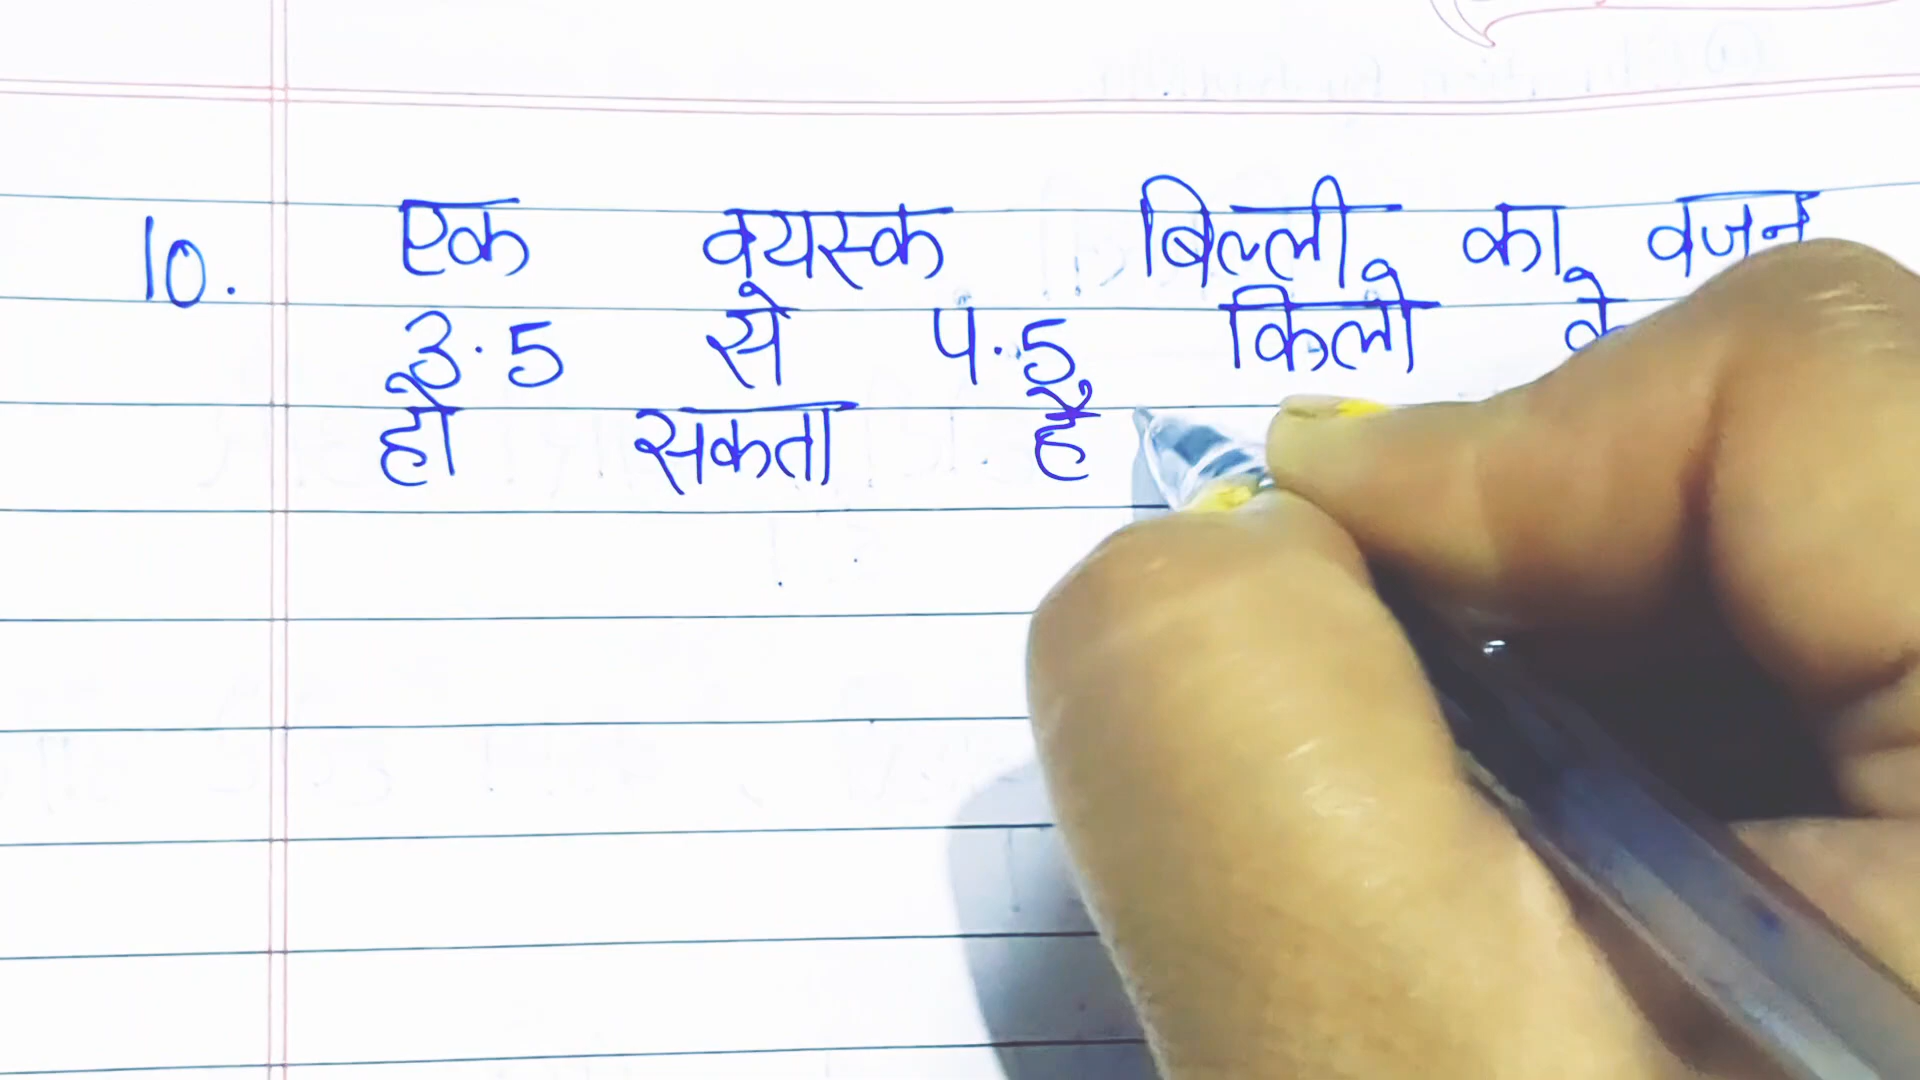 10. एक वयस्क बिल्ली का वजन
3.5 से 4.5 किलो के
हो सकता है